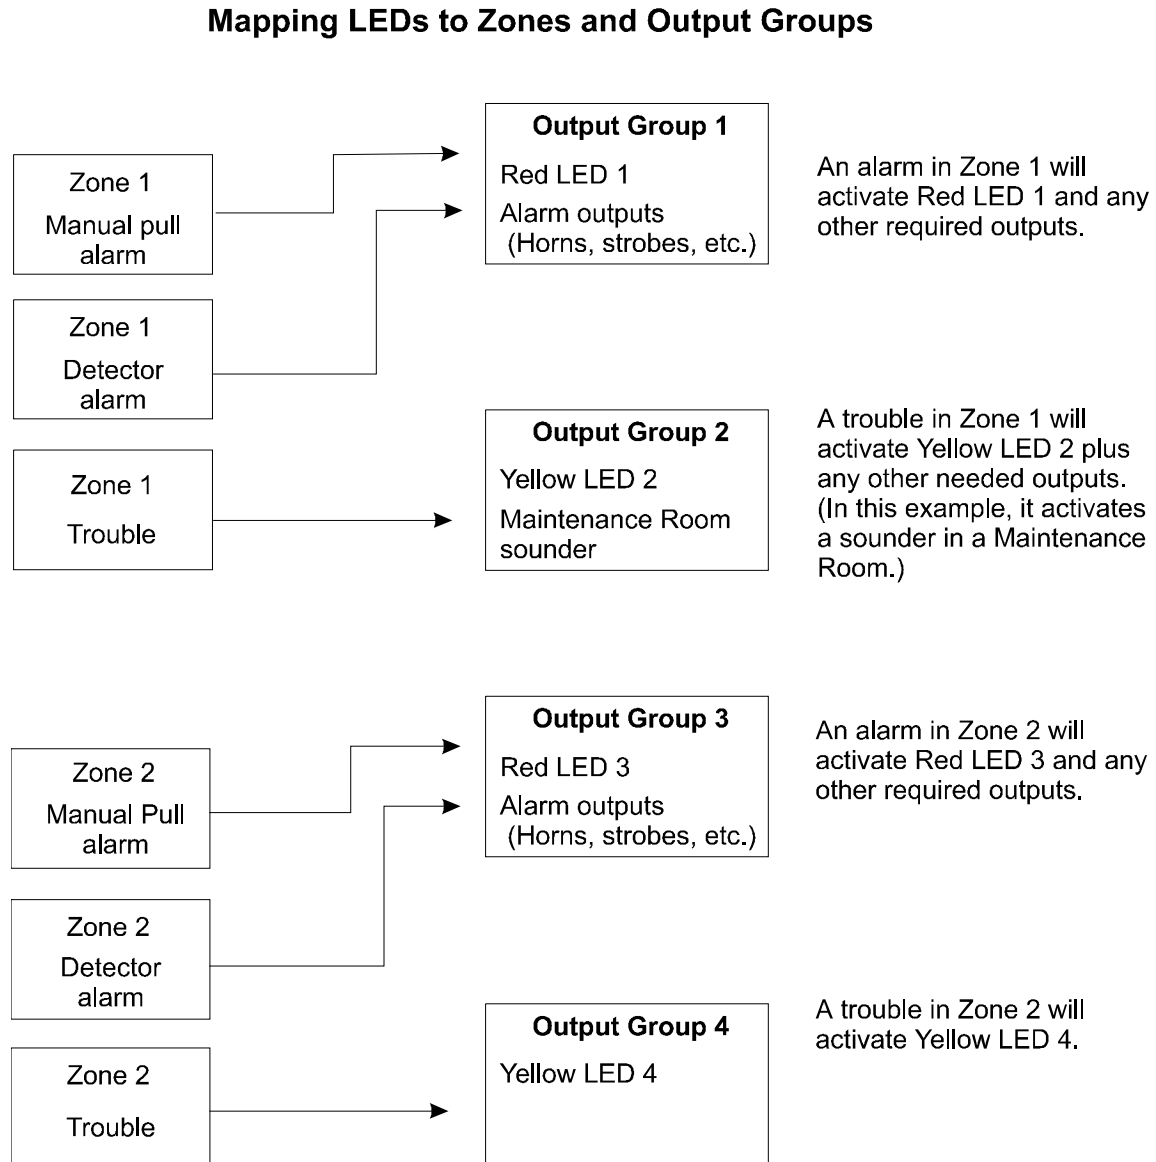 Mapping LEDs to Zones and Output Groups
Zone 1
Manual pull
alarm
Zone 1
Detector
alarm
Zone 1
Trouble
Output Group 1
Red LED 1
Alarm outputs
(Horns, strobes, etc.)
An alarm in Zone 1 will
activate Red LED 1 and any
other required outputs.
Output Group 2
Yellow LED 2
Maintenance Room
sounder
A trouble in Zone 1 will
activate Yellow LED 2 plus
any other needed outputs.
(In this example, it activates
a sounder in a Maintenance
Room.)
Zone 2
Manual Pull
alarm
Zone 2
Detector
alarm
Zone 2
Trouble
Output Group 3
Red LED 3
Alarm outputs
(Horns, strobes, etc.)
An alarm in Zone 2 will
activate Red LED 3 and any
other required outputs.
Output Group 4
Yellow LED 4
A trouble in Zone 2 will
activate Yellow LED 4.